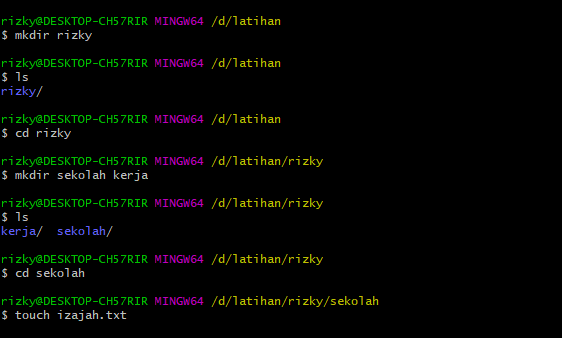 rizky@DESKTOP-CH57RIR MINGW64 /d/latihan
$ mkdir rizky
rizky@DESKTOP-CH57RIR MINGW64 /d/latihan
$ ls
rizky/
rizky@DESKTOP-CH57RIR MINGW64 /d/latihan
$ cd rizky
rizky@DESKTOP-CH57RIR MINGW64 /d/latihan/rizky
$ mkdir sekolah kerja
rizky@DESKTOP-CH57RIR MINGW64 /d/latihan/rizky
$ ls
kerja/  sekolah/
rizky@DESKTOP-CH57RIR MINGW64 /d/latihan/rizky
$ cd sekolah
rizky@DESKTOP-CH57RIR MINGW64 /d/latihan/rizky/sekolah
$ touch izajah.txt